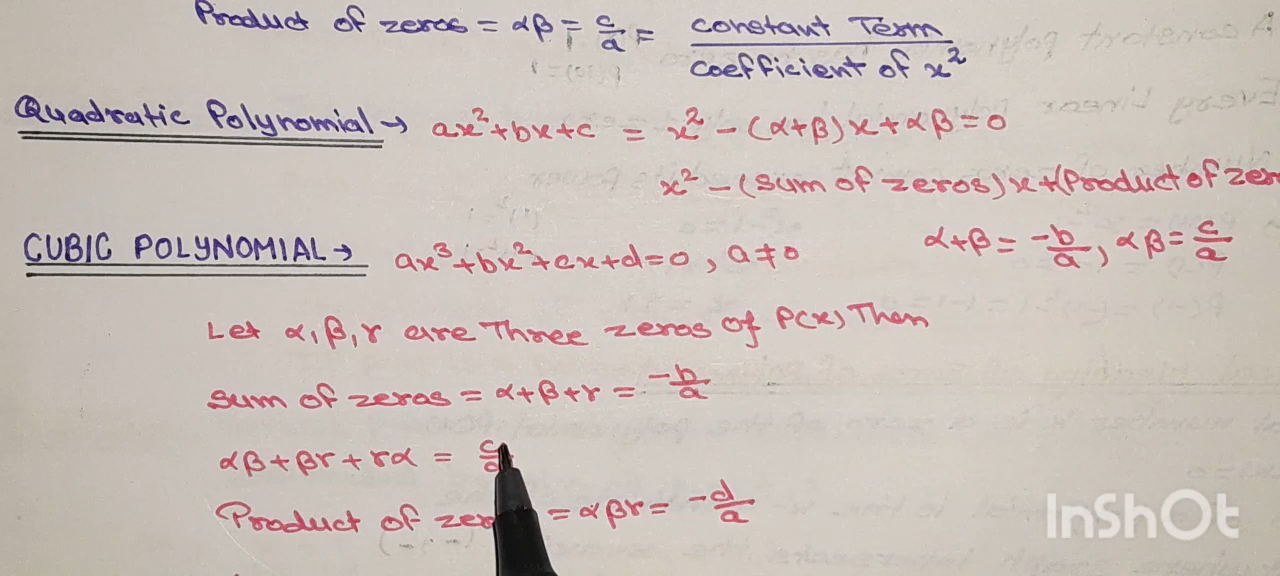 Product of zeros = αβ = c/a = constant Term / coefficient of x²
Quadratic Polynomial → ax²+bx+c = x² - (α+β)x + αβ = 0
x² - (sum of zeros)x + (Product of zer
CUBIC POLYNOMIAL → ax³+bx²+cx+d=0, a≠0
α+β = -b/a, αβ = c/a
Let α, β, r are Three zeros of P(x) Then
sum of zeros = α+β+r = -b/a
αβ+βr+rα = c/a
Product of zer = αβr = -d/a
InShOt